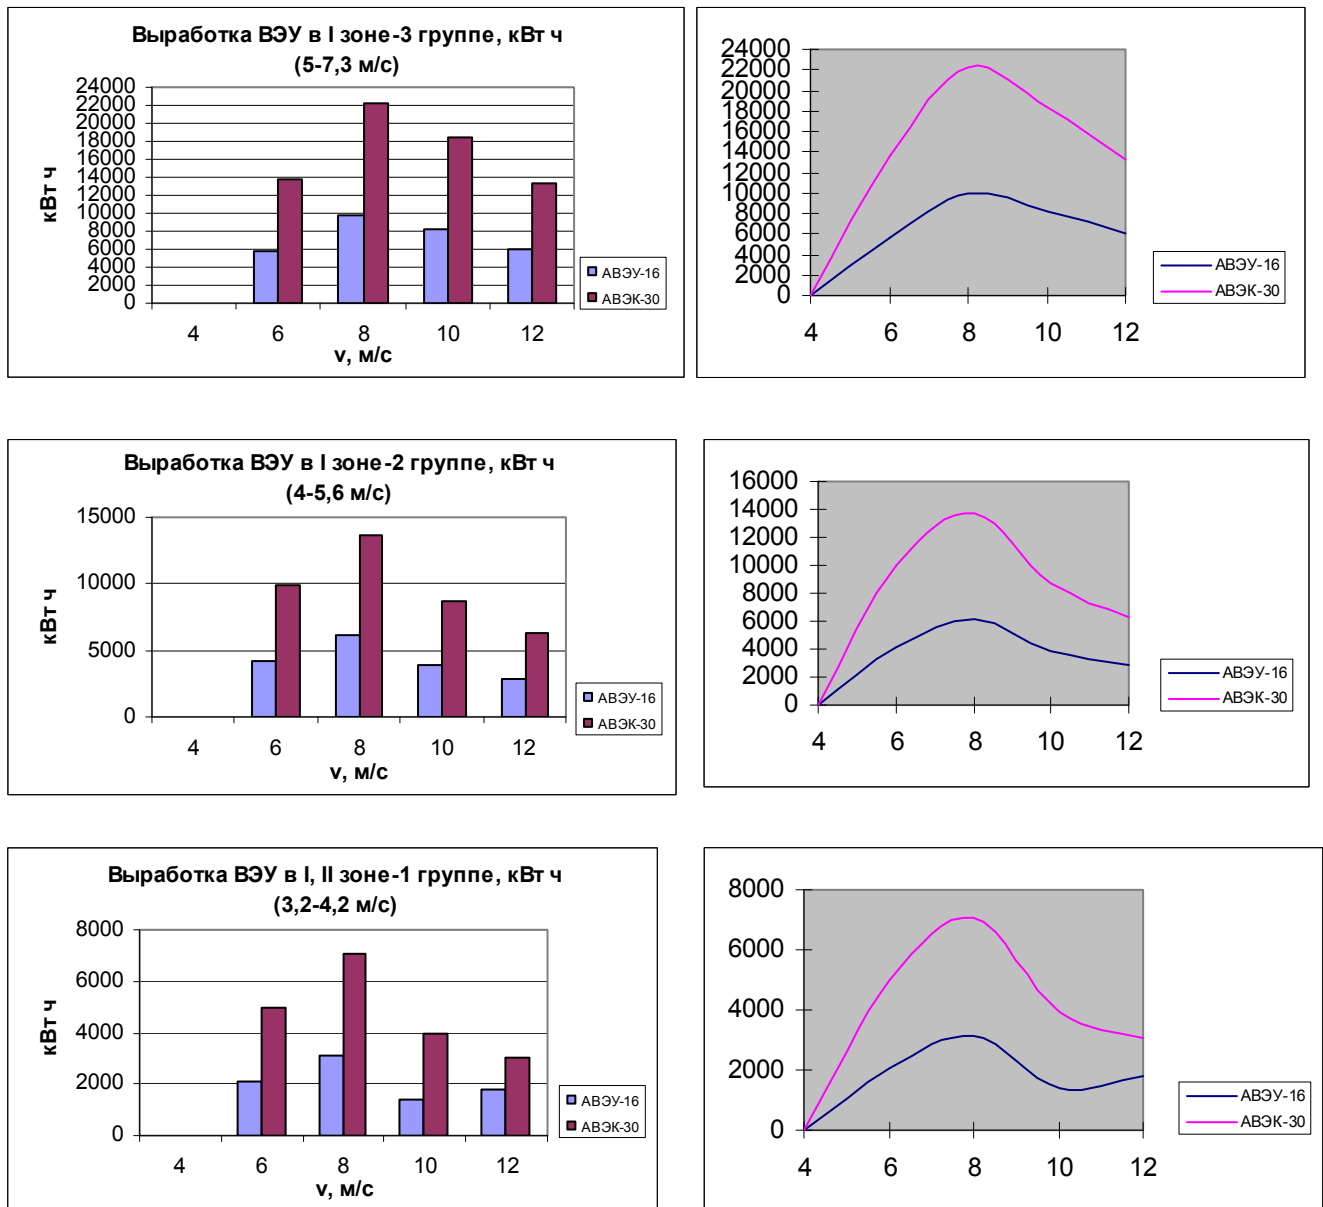 Выработка ВЭУ в I зоне-3 группе, кВт ч
(5-7,3 м/с)
24000
22000
20000
18000
16000
14000
12000
10000
8000
6000
4000
2000
0
кВт ч
4 6 8 10 12
v, м/с
АВЭУ-16
АВЭК-30
24000
22000
20000
18000
16000
14000
12000
10000
8000
6000
4000
2000
0
4 6 8 10 12
АВЭУ-16
АВЭК-30
Выработка ВЭУ в I зоне-2 группе, кВт ч
(4-5,6 м/с)
15000
10000
5000
0
кВт ч
4 6 8 10 12
v, м/с
АВЭУ-16
АВЭК-30
16000
14000
12000
10000
8000
6000
4000
2000
0
4 6 8 10 12
АВЭУ-16
АВЭК-30
Выработка ВЭУ в I, II зоне-1 группе, кВт ч
(3,2-4,2 м/с)
8000
6000
4000
2000
0
кВт ч
4 6 8 10 12
v, м/с
АВЭУ-16
АВЭК-30
8000
6000
4000
2000
0
4 6 8 10 12
АВЭУ-16
АВЭК-30